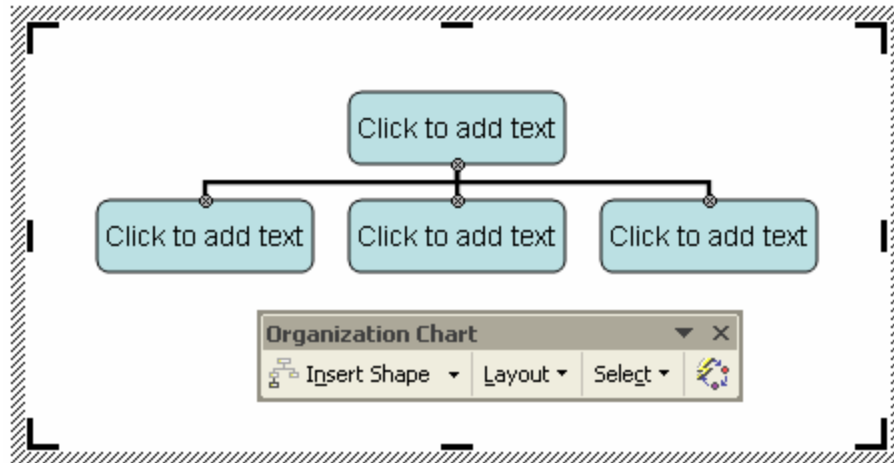 Click to add text
Click to add text Click to add text Click to add text
Organization Chart
Insert Shape Layout Select